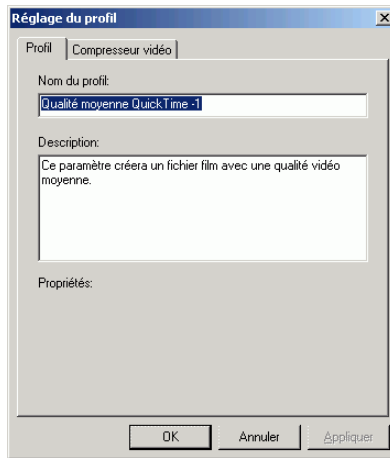 Réglage du profil
Profil
Compresseur vidéo
Nom du profil:
Qualité moyenne QuickTime -1
Description:
Ce paramètre créera un fichier film avec une qualité vidéo
moyenne.
Propriétés:
OK
Annuler
Appliquer